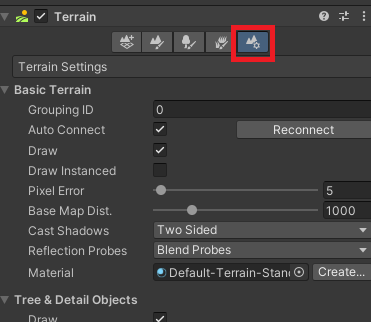 Terrain
Terrain Settings
Basic Terrain
Grouping ID 0
Auto Connect Reconnect
Draw
Draw Instanced
Pixel Error 5
Base Map Dist. 1000
Cast Shadows Two Sided
Reflection Probes Blend Probes
Material Default-Terrain-Stan Create...
Tree & Detail Objects
Draw